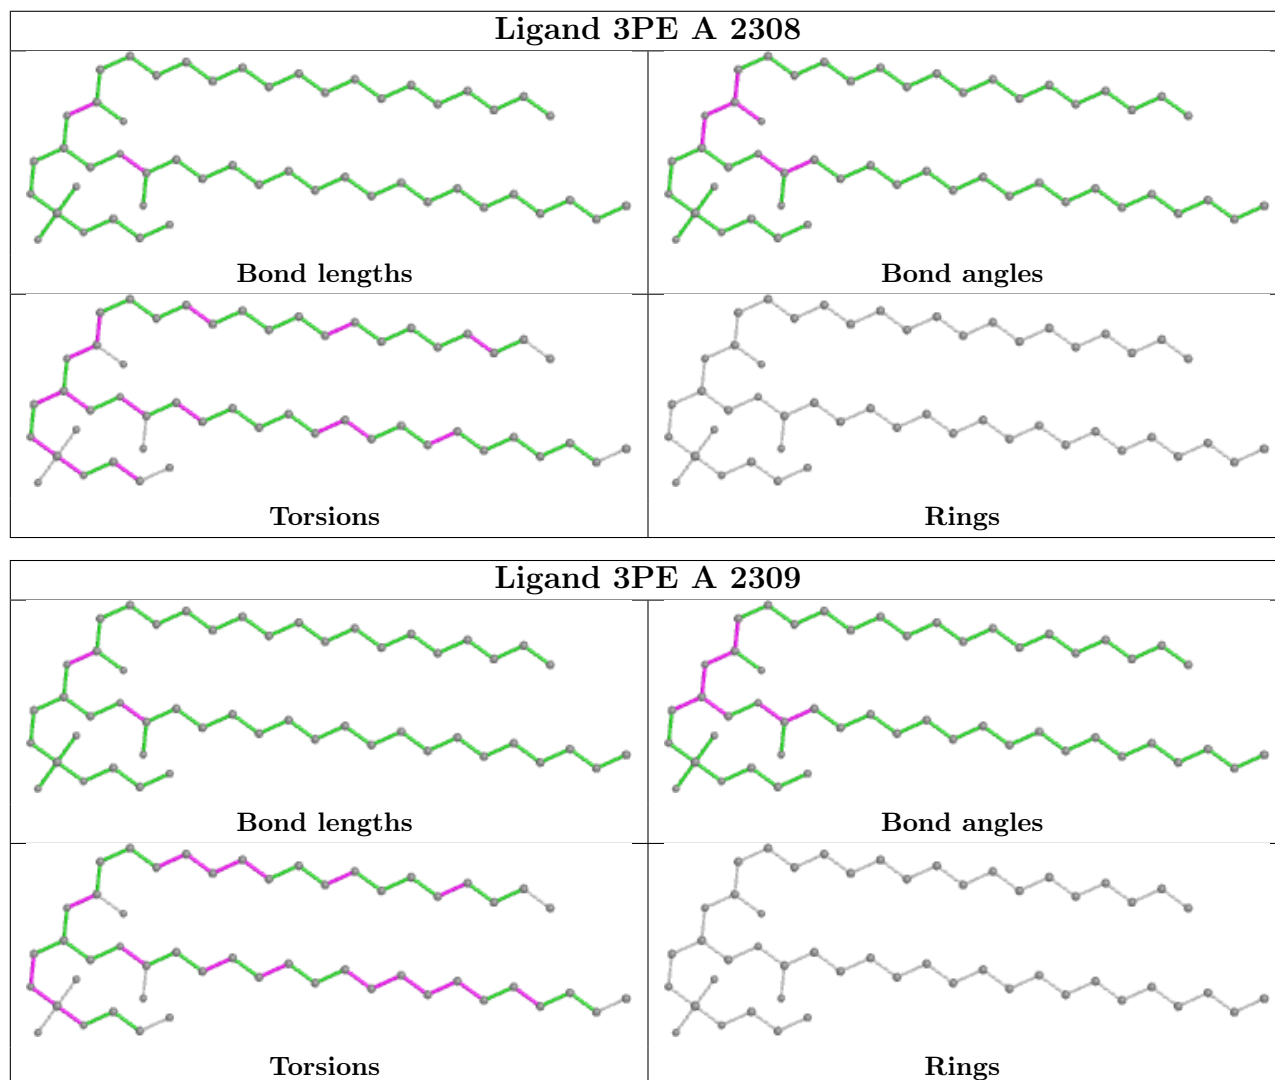 Ligand 3PE A 2308
Bond lengths
Bond angles
Torsions
Rings
Ligand 3PE A 2309
Bond lengths
Bond angles
Torsions
Rings